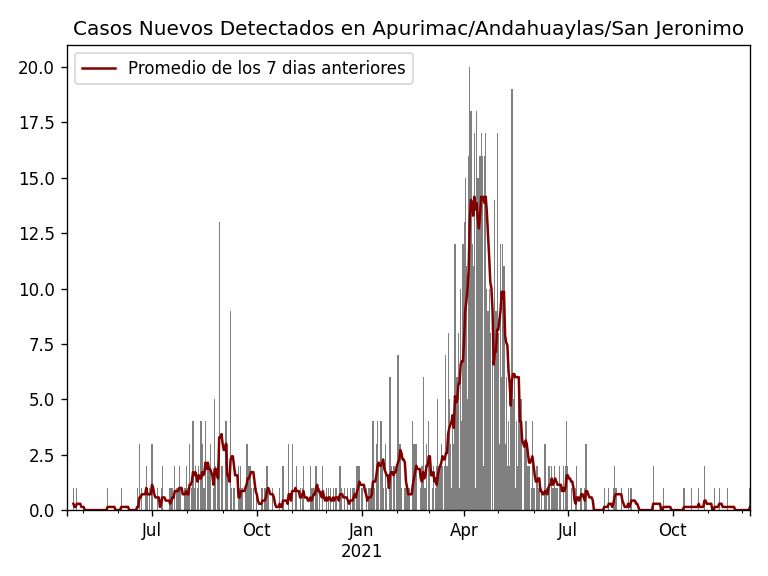 Casos Nuevos Detectados en Apurimac/Andahuaylas/San Jeronimo
Promedio de los 7 dias anteriores
20.0
17.5
15.0
12.5
10.0
7.5
5.0
2.5
0.0
Jul
Oct
Jan
2021
Apr
Jul
Oct